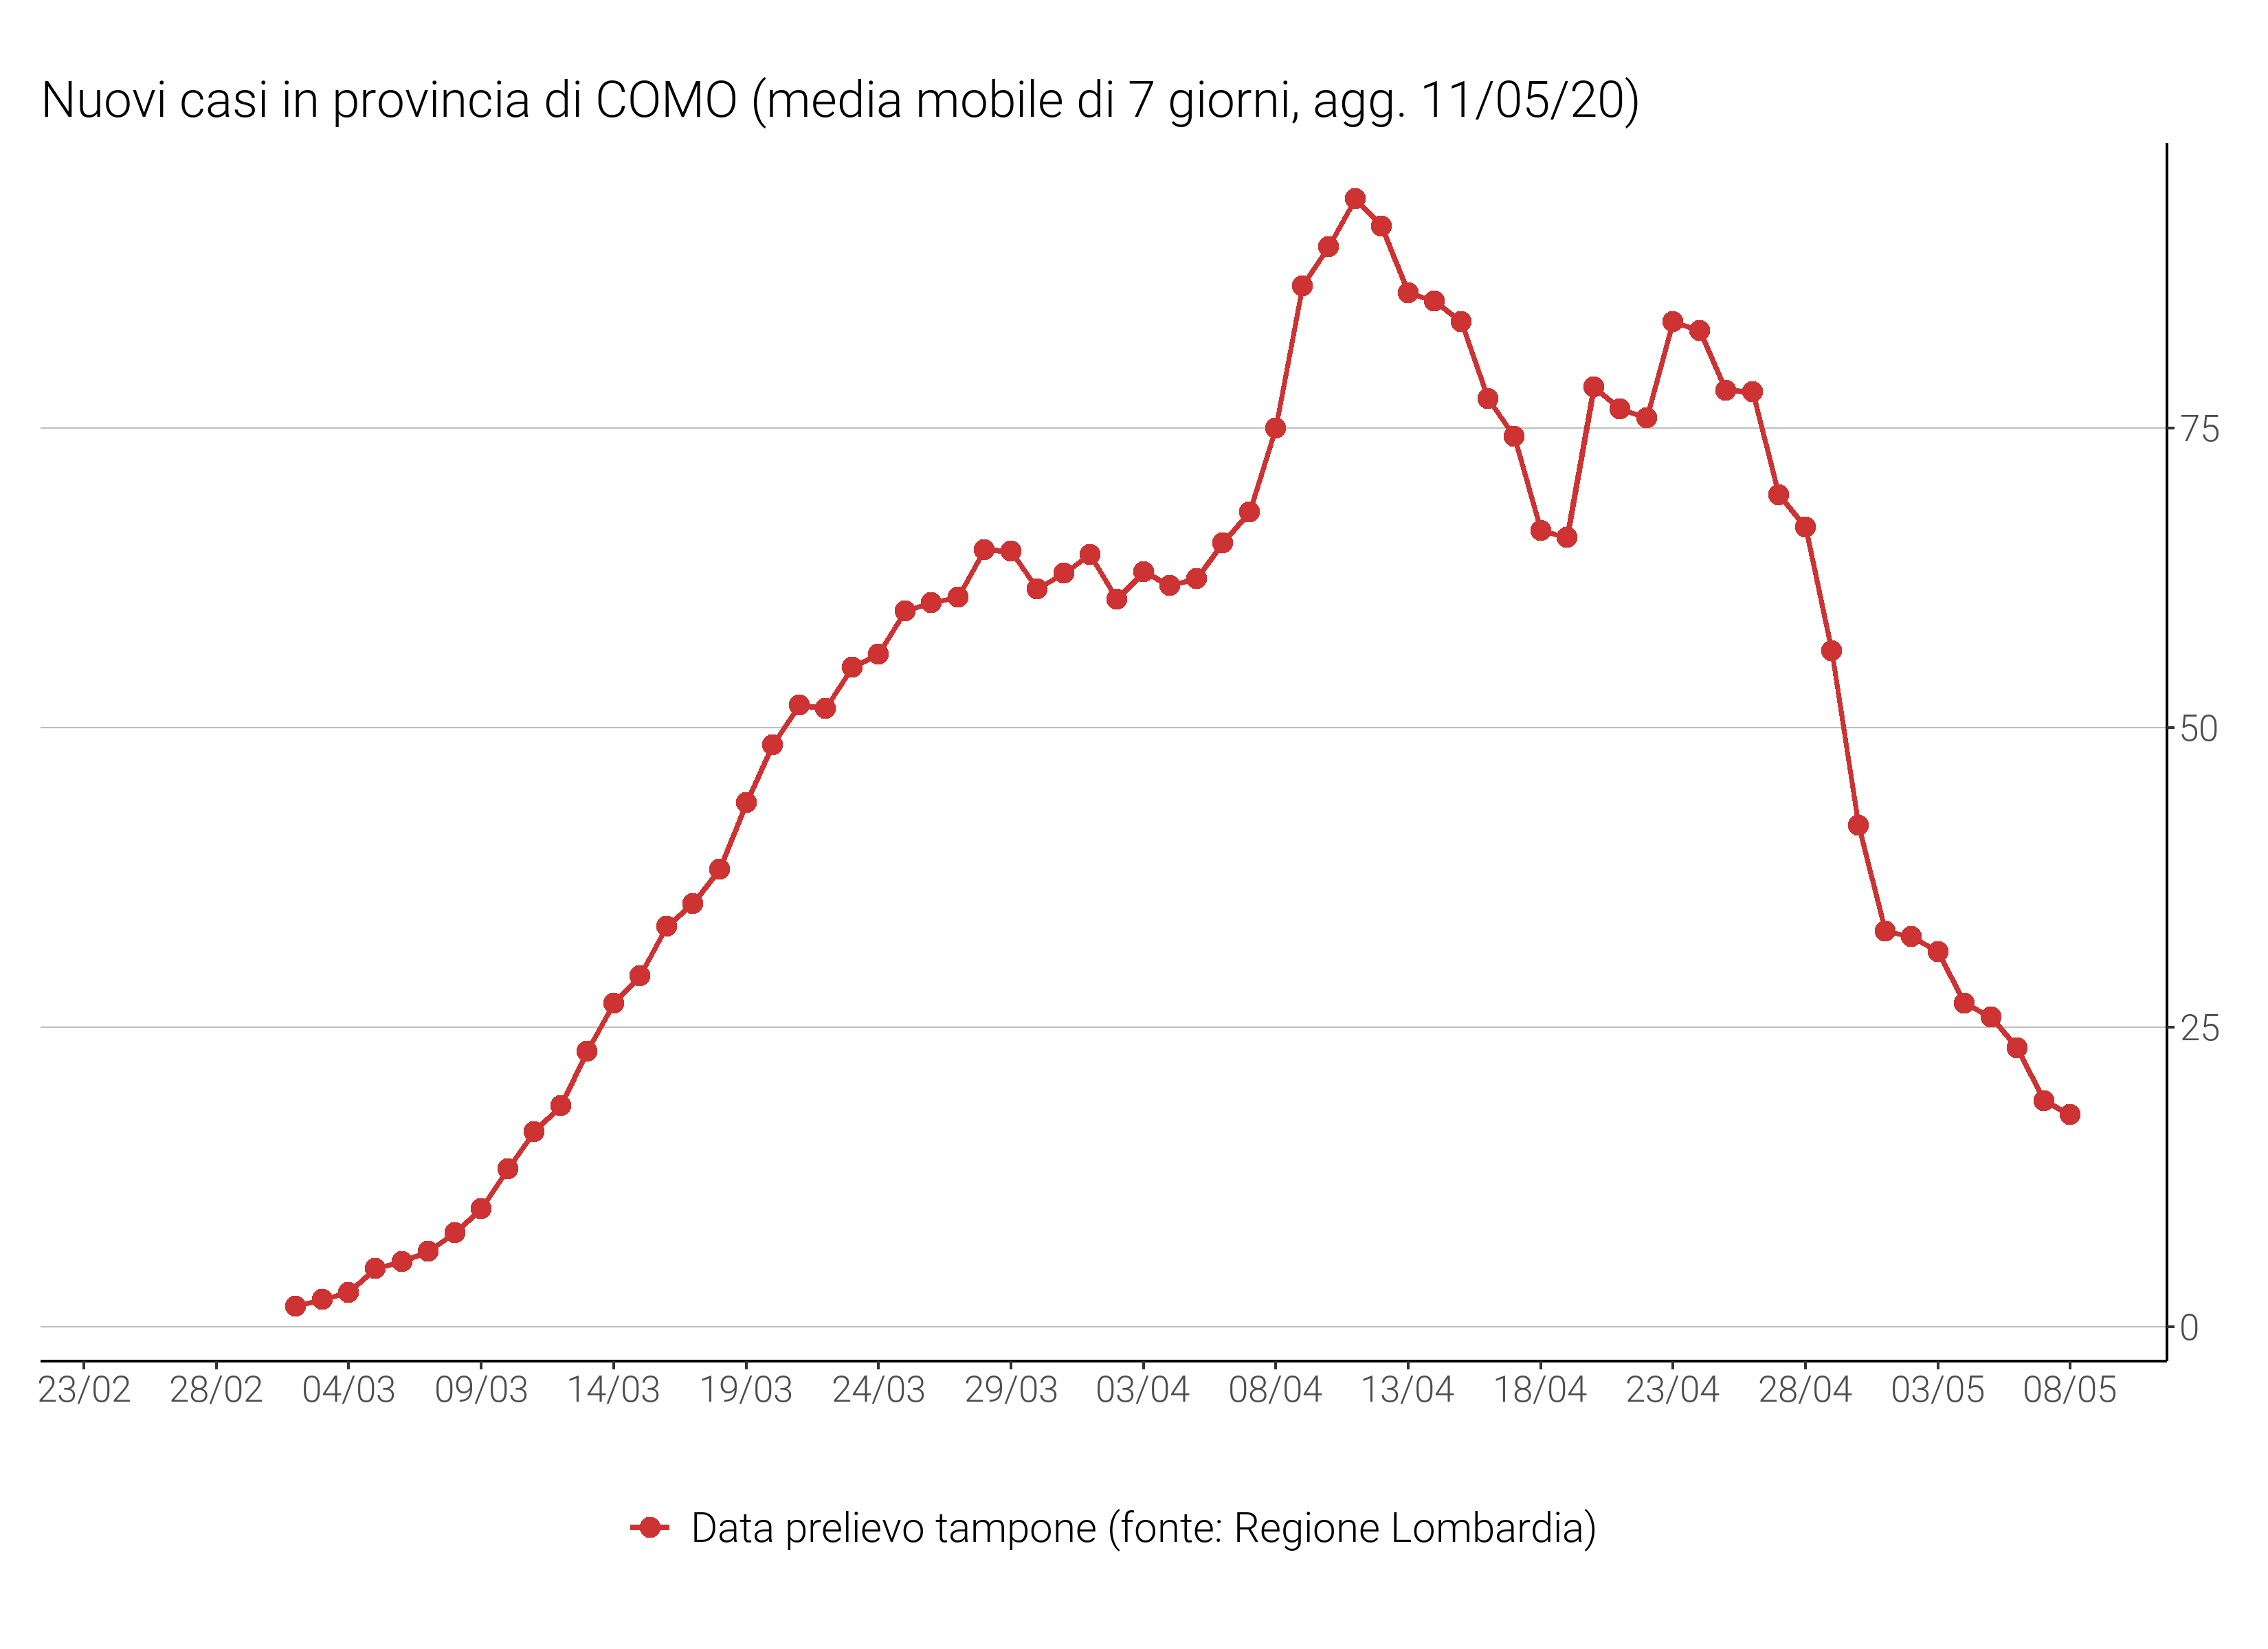 Nuovi casi in provincia di COMO (media mobile di 7 giorni, agg. 11/05/20)
75
50
25
0
23/02 28/02 04/03 09/03 14/03 19/03 24/03 29/03 03/04 08/04 13/04 18/04 23/04 28/04 03/05 08/05
Data prelievo tampone (fonte: Regione Lombardia)